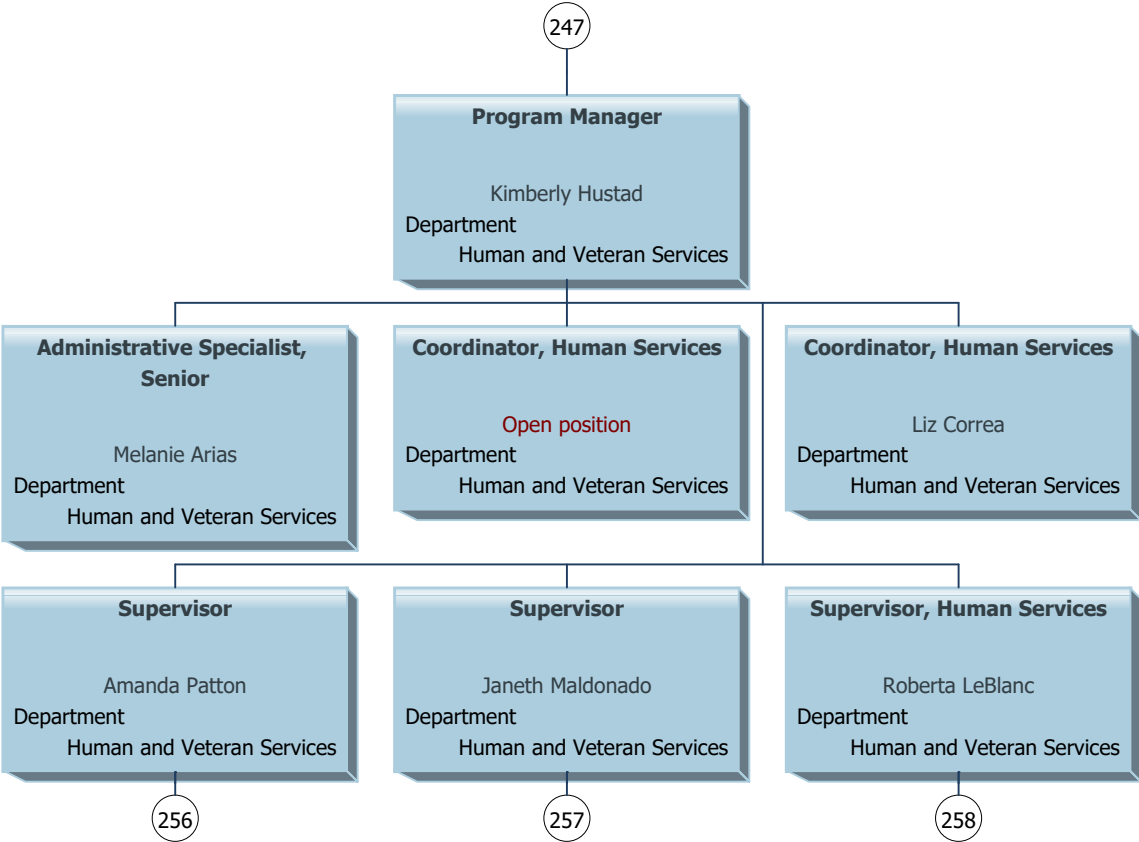 247
Program Manager
Kimberly Hustad
Department
Human and Veteran Services
Administrative Specialist,
Senior
Melanie Arias
Department
Human and Veteran Services
Coordinator, Human Services
Open position
Department
Human and Veteran Services
Coordinator, Human Services
Liz Correa
Department
Human and Veteran Services
Supervisor
Amanda Patton
Department
Human and Veteran Services
256
Supervisor
Janeth Maldonado
Department
Human and Veteran Services
257
Supervisor, Human Services
Roberta LeBlanc
Department
Human and Veteran Services
258